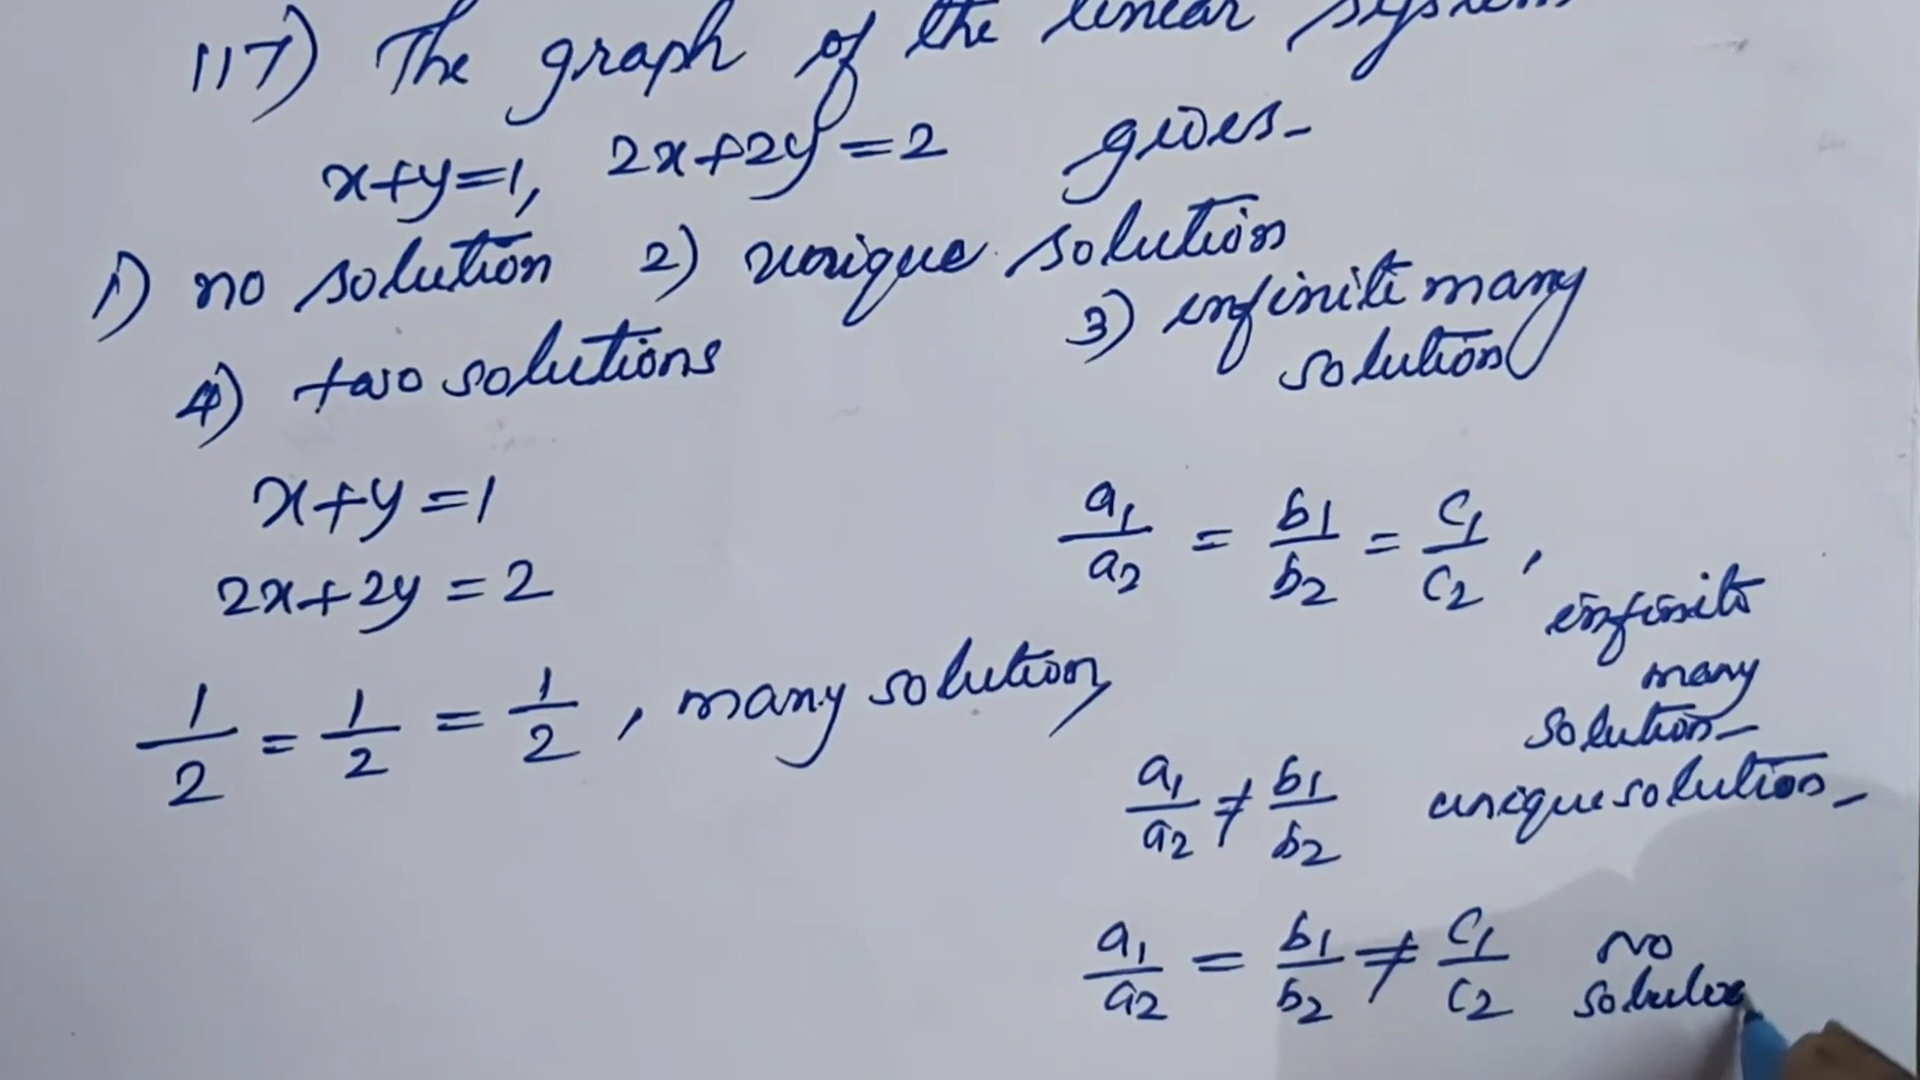 117) The graph of the linear system
x+y=1, 2x+2y=2 gives-
1) no solution 2) unique solution
3) infinite many
solution
4) two solutions
x+y=1
2x+2y=2
1/2 = 1/2 = 1/2, many solution
a1/a2 = b1/b2 = c1/c2,
infinite
many
solution-
a1/a2 ≠ b1/b2 unique solution-
a1/a2 = b1/b2 ≠ c1/c2 no